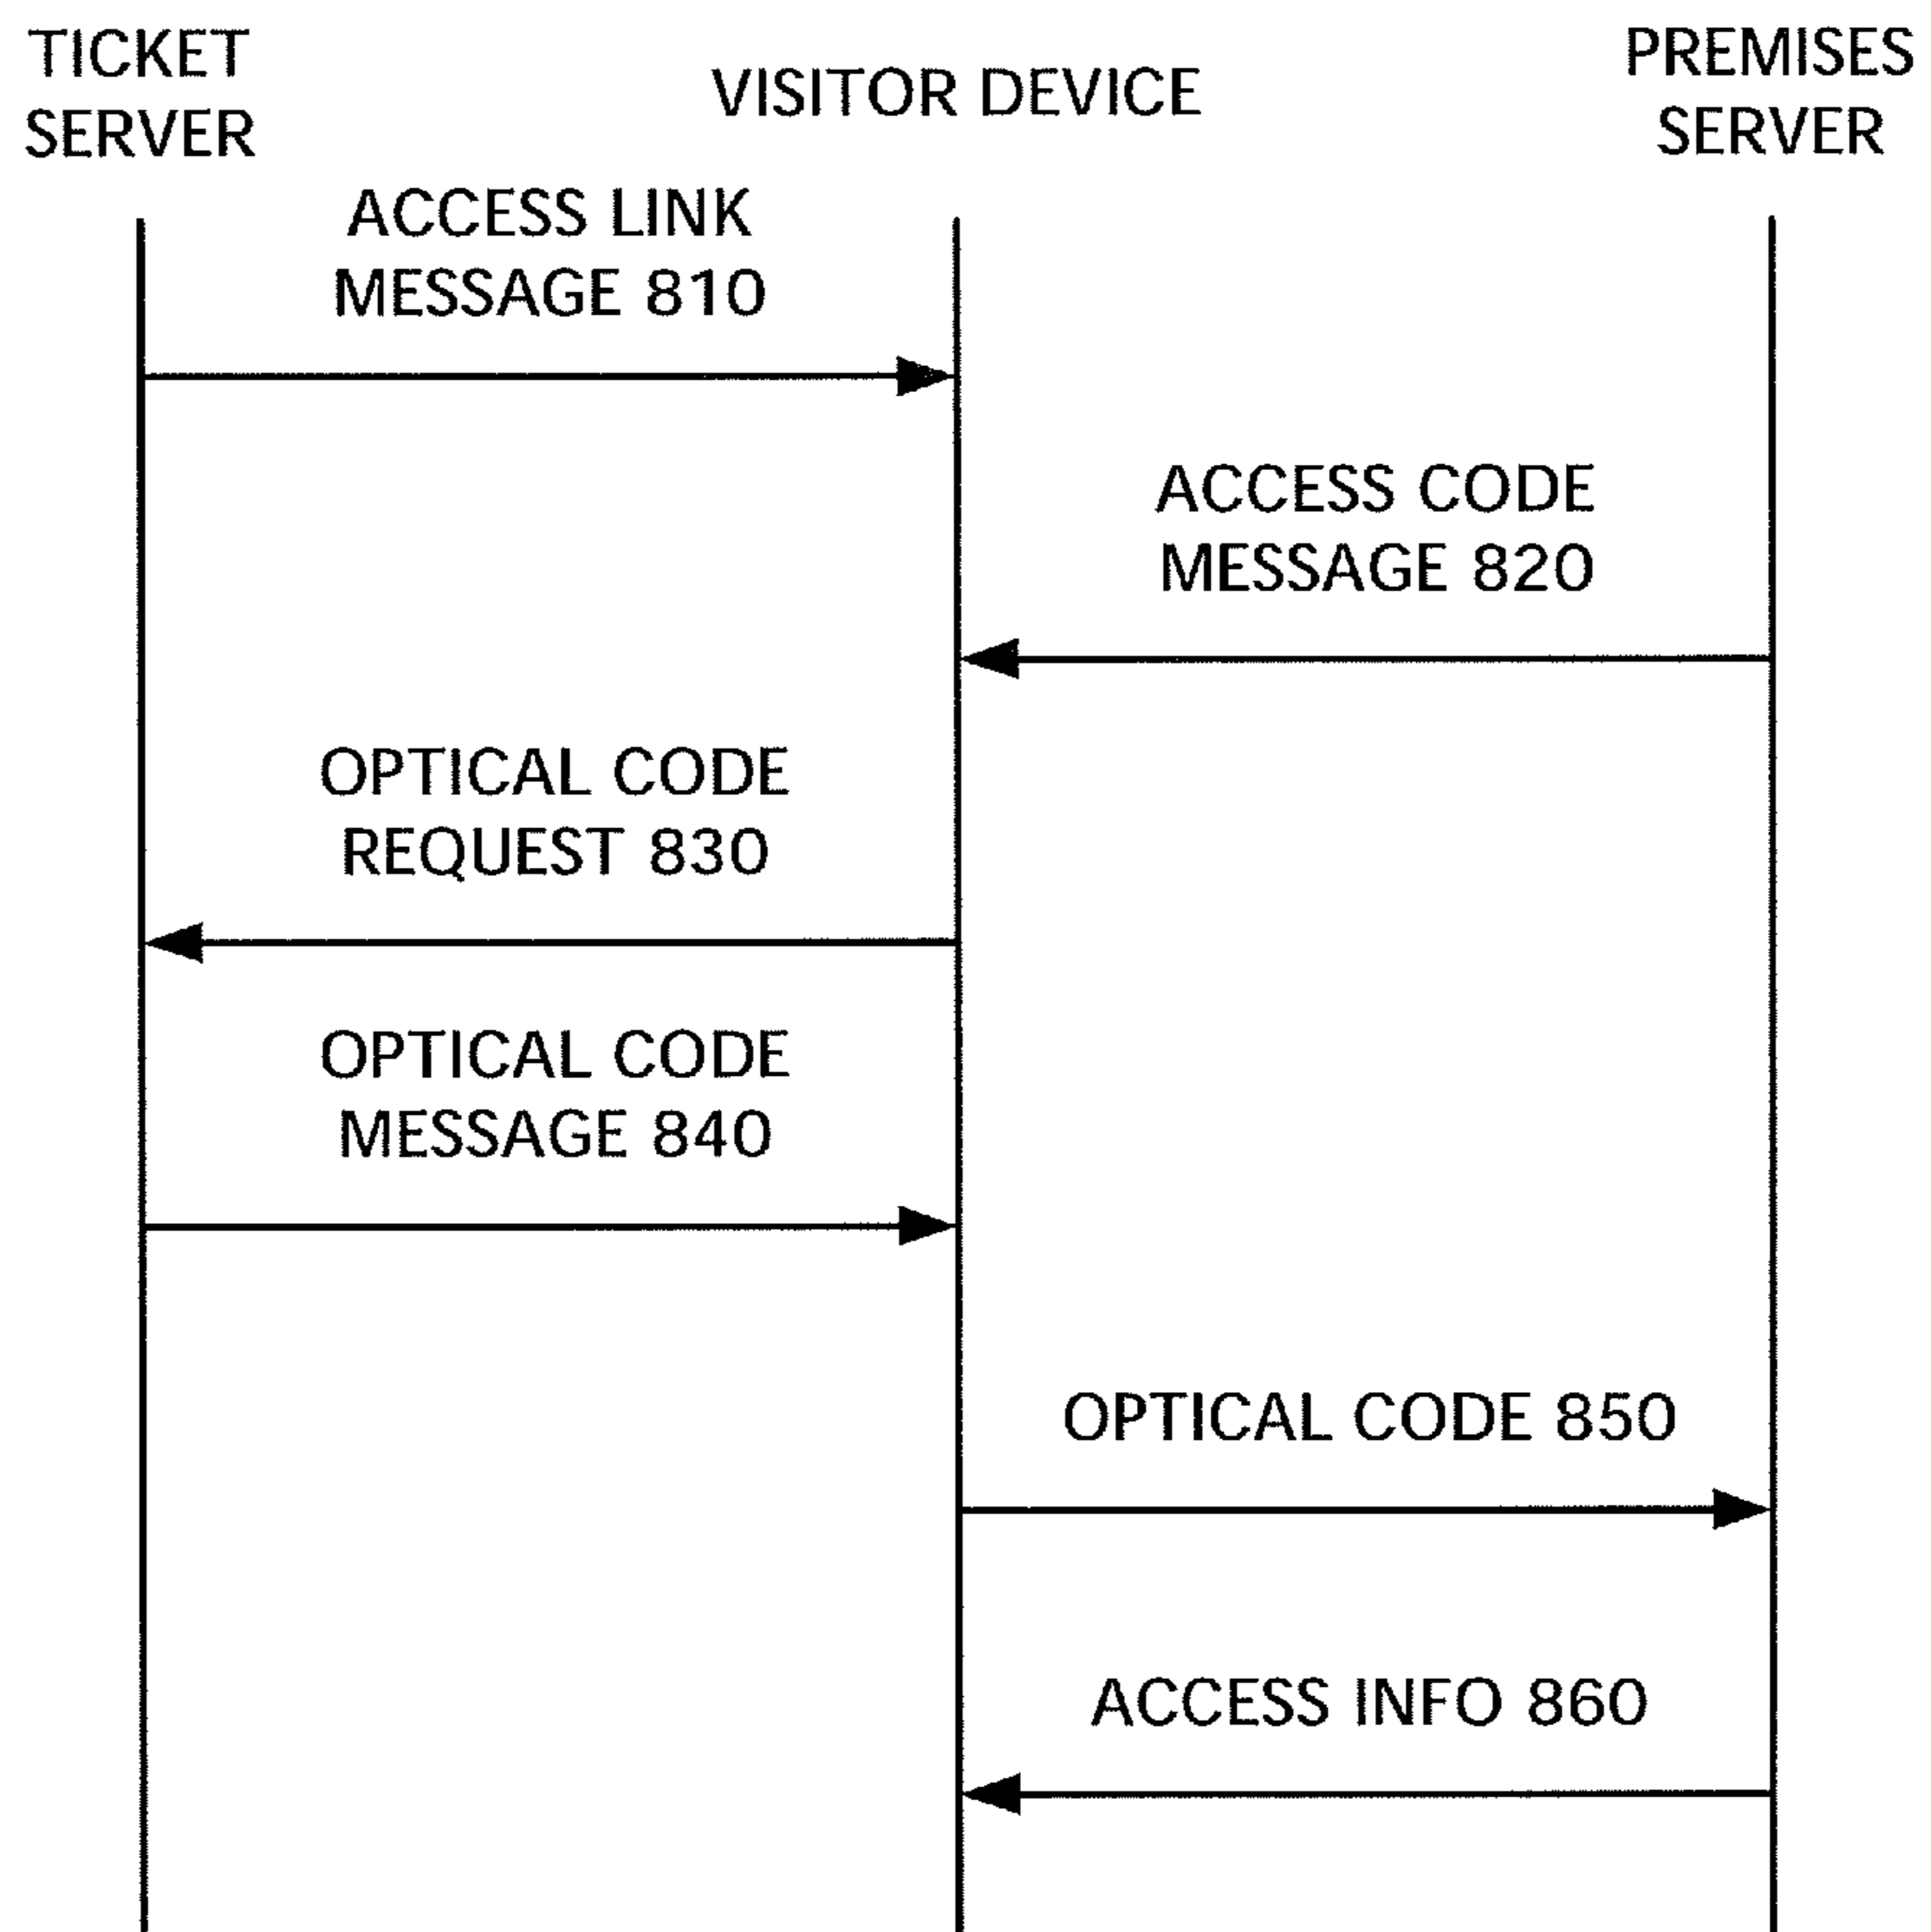 TICKET
SERVER
VISITOR DEVICE
PREMISES
SERVER
ACCESS LINK
MESSAGE 810
ACCESS CODE
MESSAGE 820
OPTICAL CODE
REQUEST 830
OPTICAL CODE
MESSAGE 840
OPTICAL CODE 850
ACCESS INFO 860